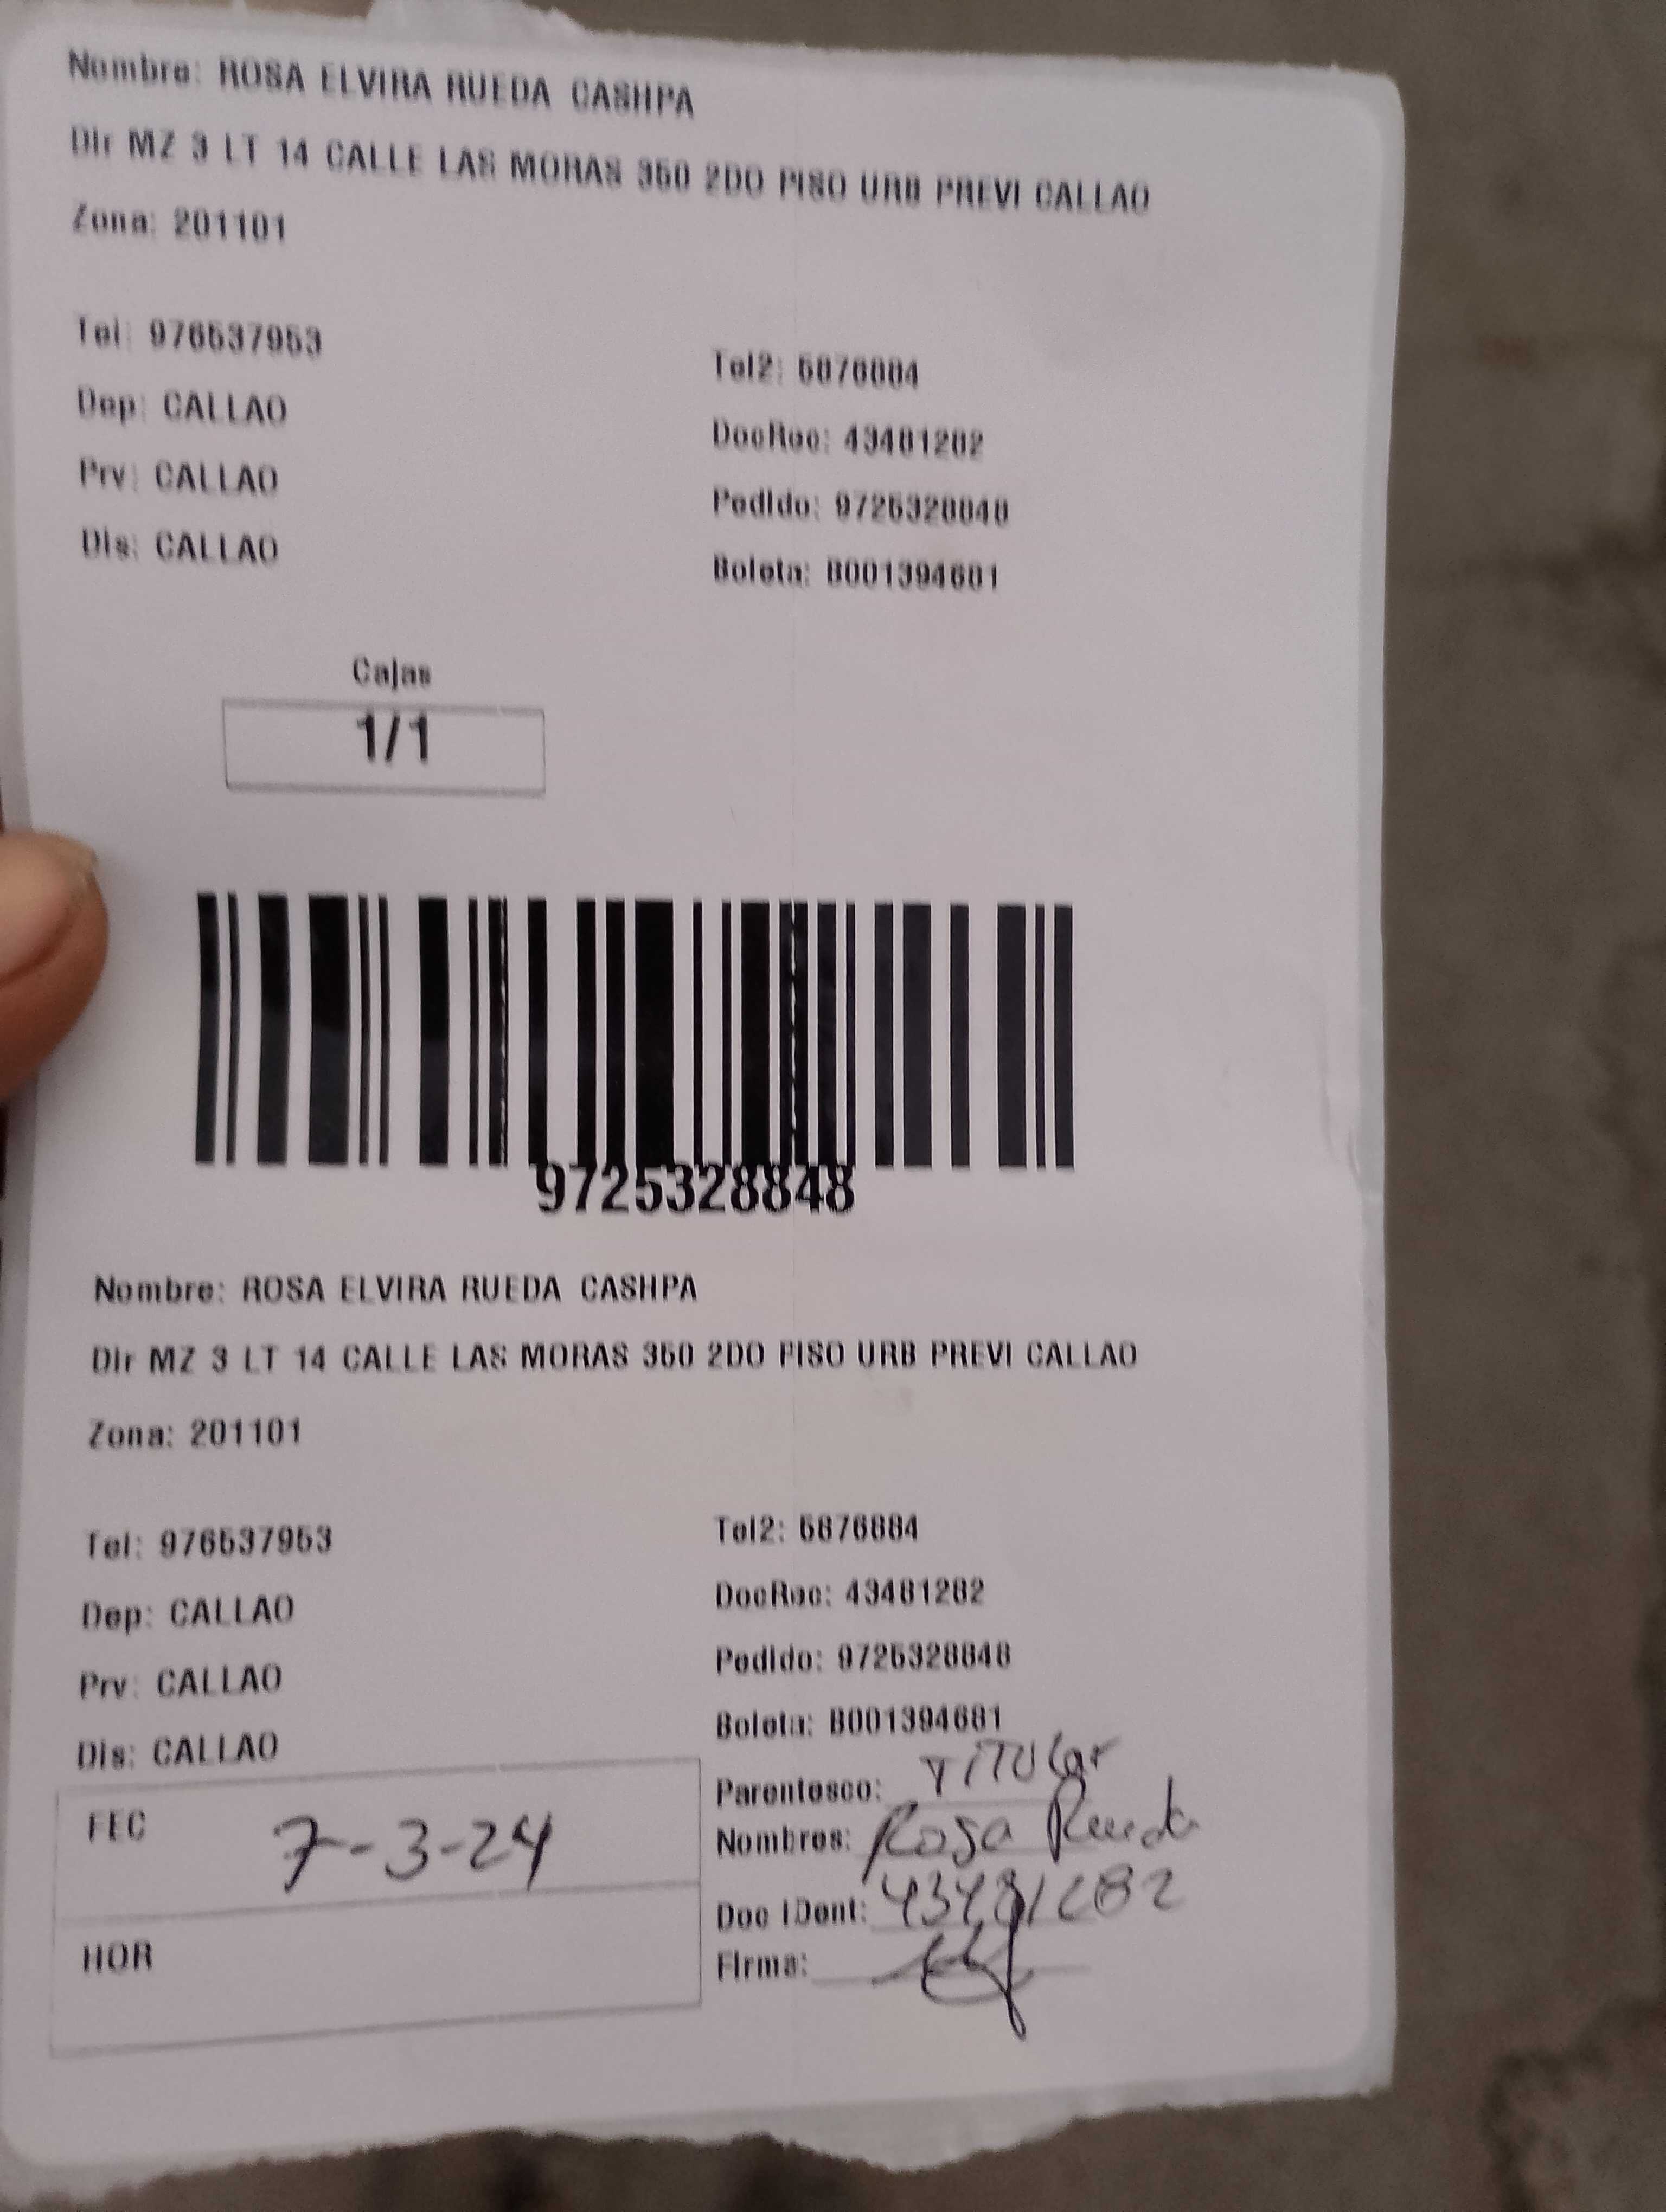 Nombre: ROSA ELVIRA RUEDA CASHPA
Dir MZ 3 LT 14 CALLE LAS MORAS 350 2DO PISO URB PREVI CALLAO
Zona: 201101
Tel: 976537953
Tel2: 5876884
Dep: CALLAO
DocRec: 43481282
Prv: CALLAO
Pedido: 9725328848
Dis: CALLAO
Boleta: B001394681
Cajas
1/1
9725328848
Nombre: ROSA ELVIRA RUEDA CASHPA
Dir MZ 3 LT 14 CALLE LAS MORAS 350 2DO PISO URB PREVI CALLAO
Zona: 201101
Tel: 976537953
Tel2: 5876884
Dep: CALLAO
DocRec: 43481282
Prv: CALLAO
Pedido: 9725328848
Dis: CALLAO
Boleta: B001394681
FEC 7-3-24
HOR
Parentesco: TiTULar
Nombres: Rosa Rueda
Doc IDent: 43481282
Firma: